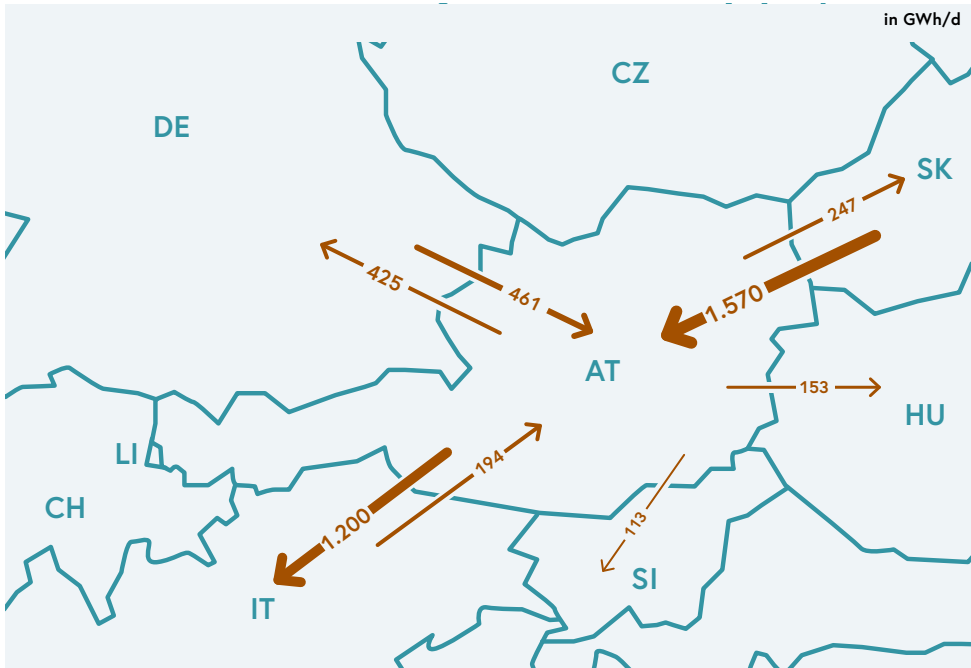 in GWh/d
CZ
DE
SK
247
425
461
1.570
AT
153
HU
LI
194
CH
1.200
113
SI
IT